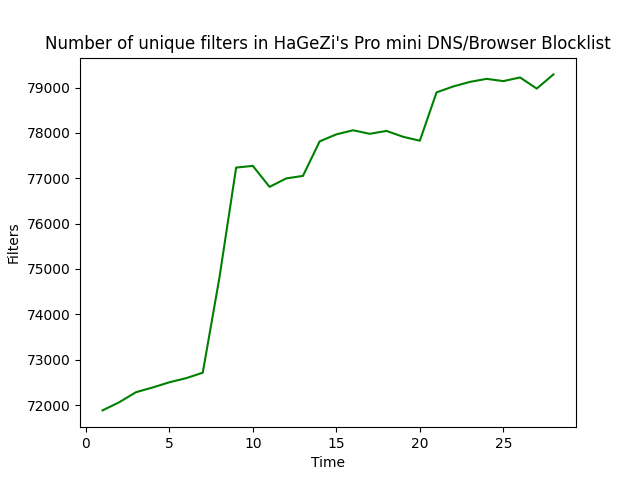 Number of unique filters in HaGeZi's Pro mini DNS/Browser Blocklist
Filters
79000
78000
77000
76000
75000
74000
73000
72000
0 5 10 15 20 25
Time